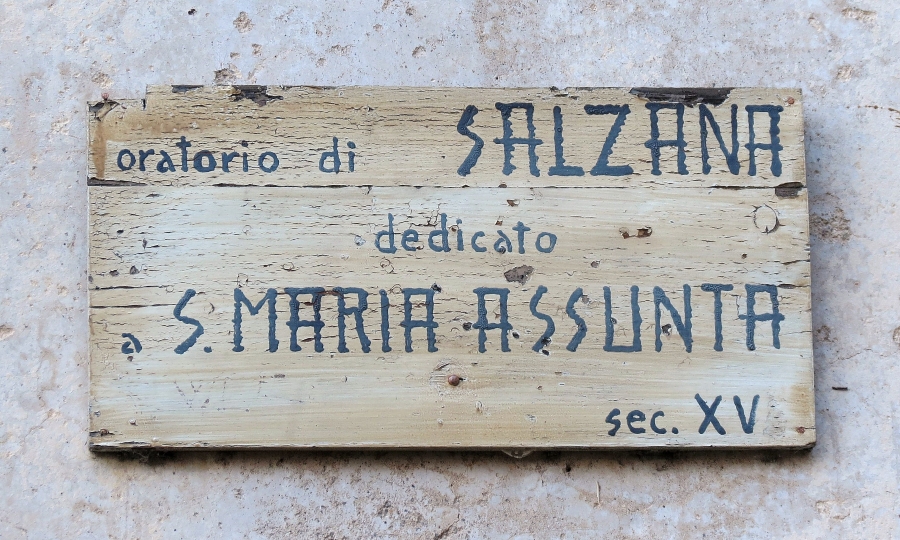 oratorio di SALZANA
dedicato
a S. MARIA ASSUNTA
sec. XV